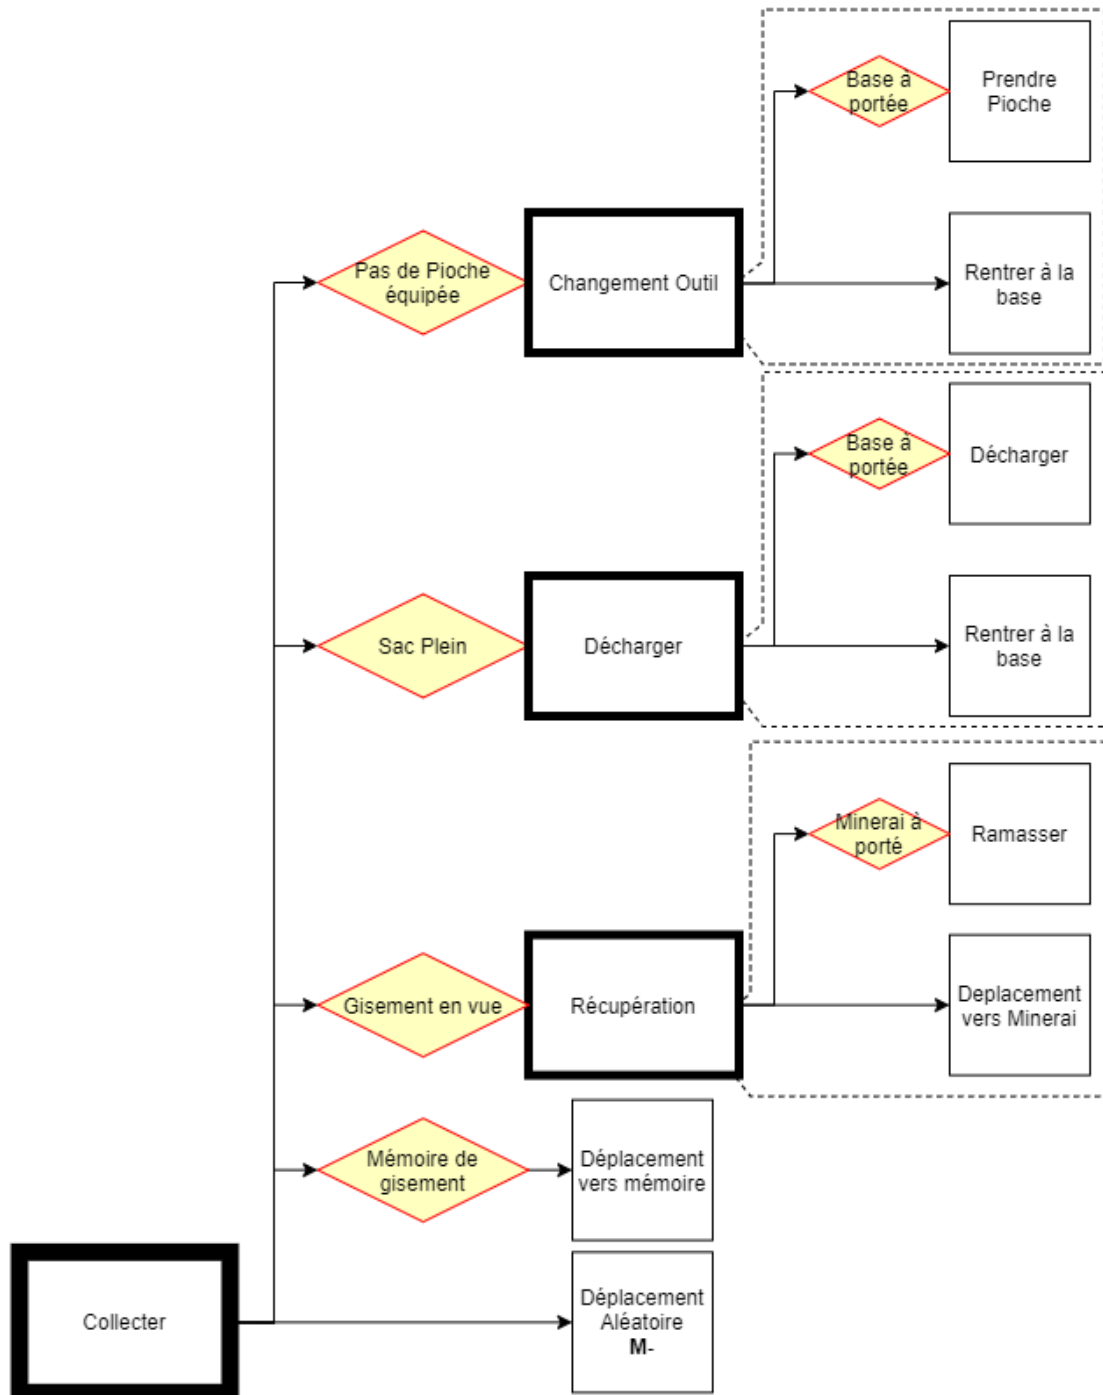 Base à
portée
Prendre
Pioche
Pas de Pioche
équipée
Changement Outil
Rentrer à la
base
Base à
portée
Décharger
Sac Plein
Décharger
Rentrer à la
base
Minerai à
porté
Ramasser
Gisement en vue
Récupération
Deplacement
vers Minerai
Mémoire de
gisement
Déplacement
vers mémoire
Collecter
Déplacement
Aléatoire
M-